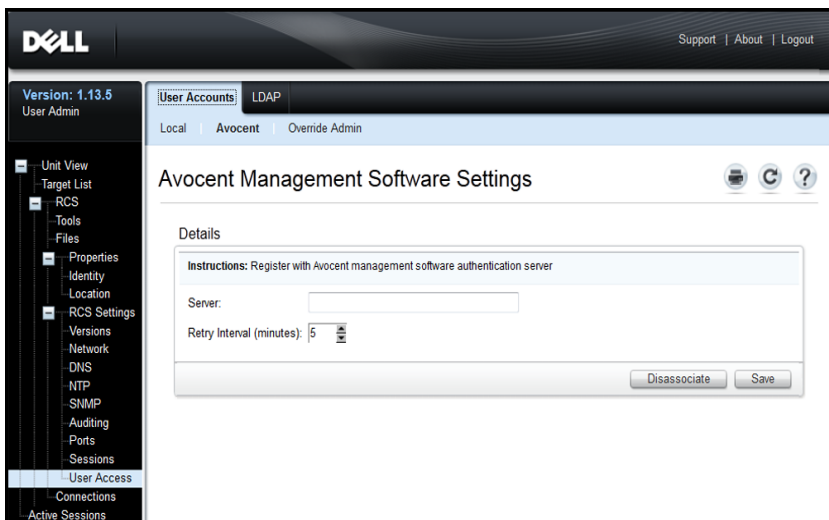 DELL
Support | About | Logout
Version: 1.13.5
User Admin
User Accounts LDAP
Local Avocent Override Admin
Unit View
Target List
RCS
Tools
Files
Properties
Identity
Location
RCS Settings
Versions
Network
DNS
NTP
SNMP
Auditing
Ports
Sessions
User Access
Connections
Active Sessions
Avocent Management Software Settings
Details
Instructions: Register with Avocent management software authentication server
Server:
Retry Interval (minutes): 5
Disassociate Save